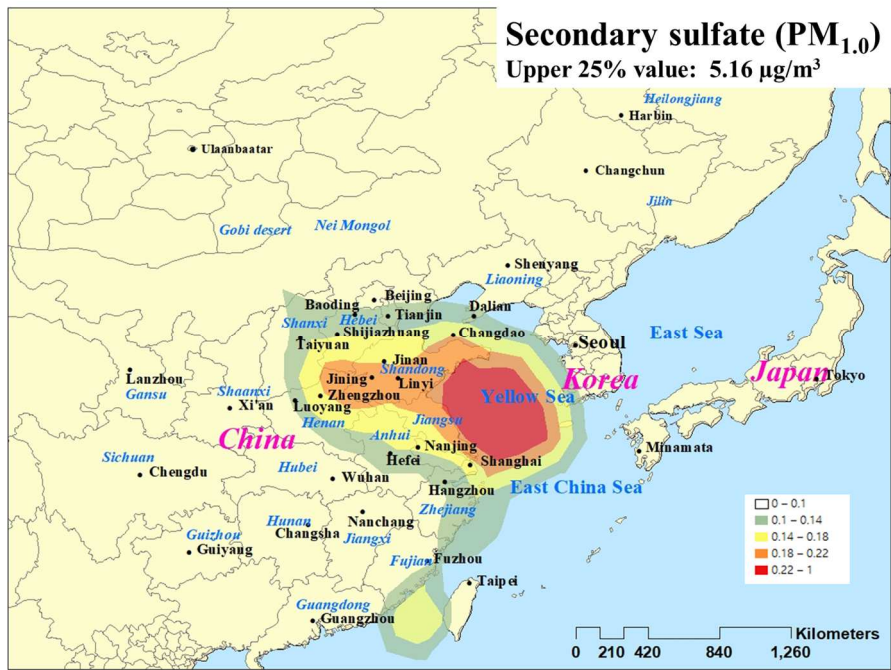 Secondary sulfate (PM1.0)
Upper 25% value: 5.16 µg/m³
Heilongjiang
Harbin
Ulaanbaatar
Changchun
Jilin
Gobi desert
Nei Mongol
Shenyang
Liaoning
Beijing
Baoding
Tianjin
Dalian
Hebei
Shanxi
Shijiazhuang
Changdao
Taiyuan
Seoul
East Sea
Jinan
Shandong
Lanzhou
Gansu
Jining
Linyi
Korea
Japan
Tokyo
Shaanxi
Zhengzhou
Yellow Sea
Xi'an
Luoyang
Henan
Jiangsu
China
Anhui
Nanjing
Minamata
Sichuan
Hefei
Shanghai
Chengdu
Hubei
Wuhan
Hangzhou
East China Sea
Zhejiang
Hunan
Nanchang
Changsha
Jiangxi
Guizhou
Guiyang
Fujian
Fuzhou
Taipei
Guangdong
Guangzhou
0 – 0.1
0.1 – 0.14
0.14 – 0.18
0.18 – 0.22
0.22 – 1
Kilometers
0 210 420 840 1,260